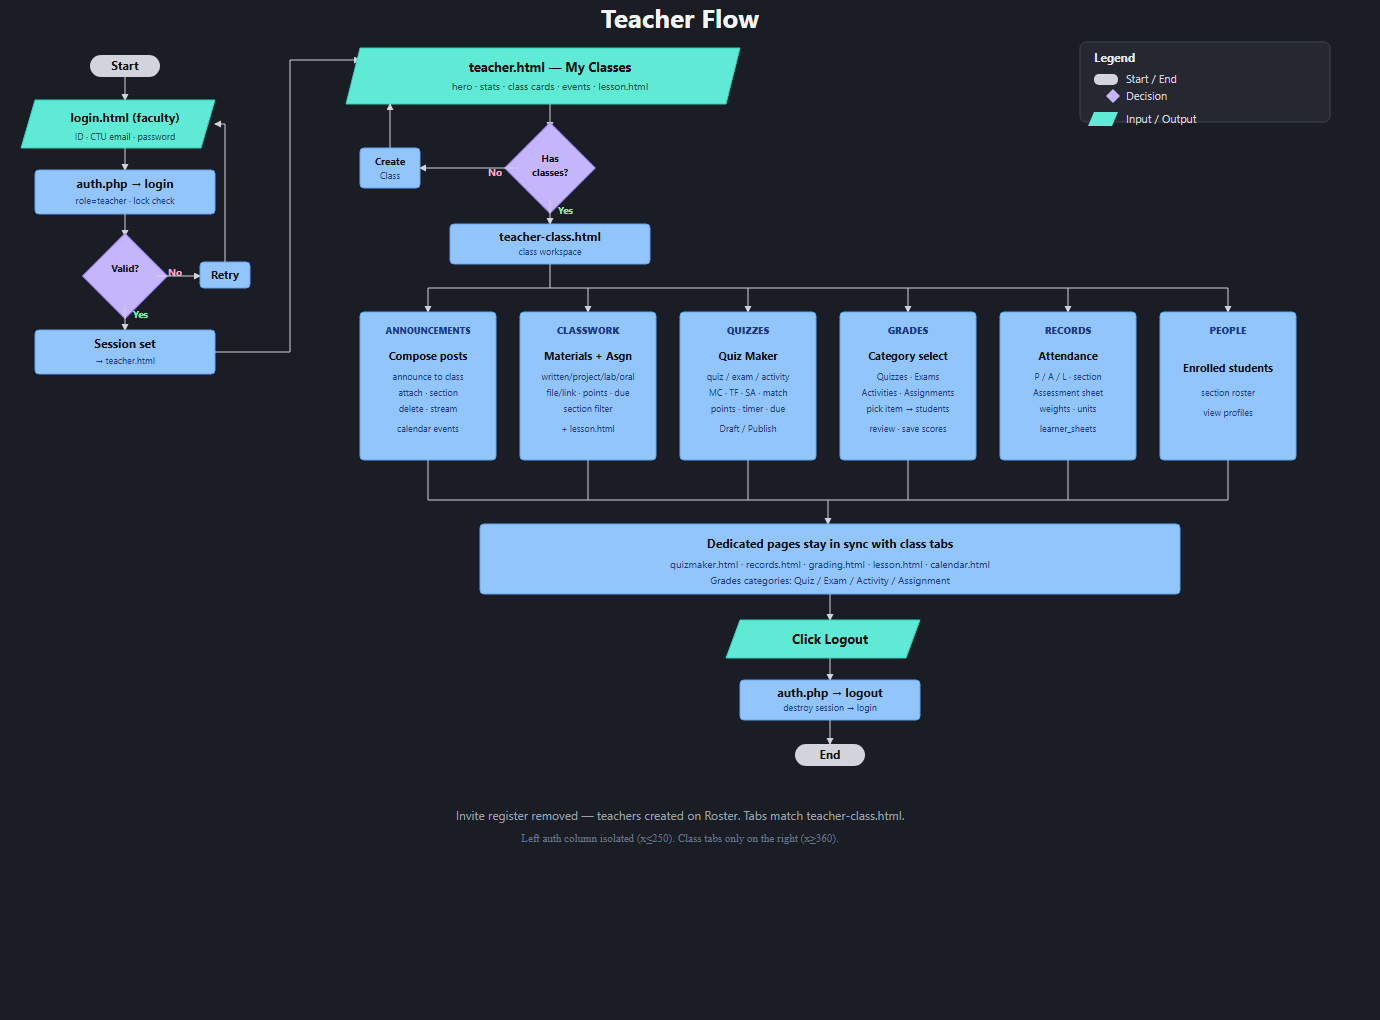 Teacher Flow
Start
login.html (faculty)
ID · CTU email · password
auth.php → login
role=teacher · lock check
Valid?
No
Retry
Yes
Session set
→ teacher.html
teacher.html — My Classes
hero · stats · class cards · events · lesson.html
Has
classes?
No
Create
Class
Yes
teacher-class.html
class workspace
Legend
Start / End
Decision
Input / Output
ANNOUNCEMENTS
Compose posts
announce to class
attach · section
delete · stream
calendar events
CLASSWORK
Materials + Asgn
written/project/lab/oral
file/link · points · due
section filter
+ lesson.html
QUIZZES
Quiz Maker
quiz / exam / activity
MC · TF · SA · match
points · timer · due
Draft / Publish
GRADES
Category select
Quizzes · Exams
Activities · Assignments
pick item → students
review · save scores
RECORDS
Attendance
P / A / L · section
Assessment sheet
weights · units
learner_sheets
PEOPLE
Enrolled students
section roster
view profiles
Dedicated pages stay in sync with class tabs
quizmaker.html · records.html · grading.html · lesson.html · calendar.html
Grades categories: Quiz / Exam / Activity / Assignment
Click Logout
auth.php → logout
destroy session → login
End
Invite register removed — teachers created on Roster. Tabs match teacher-class.html.
Left auth column isolated (x≤250). Class tabs only on the right (x≥360).